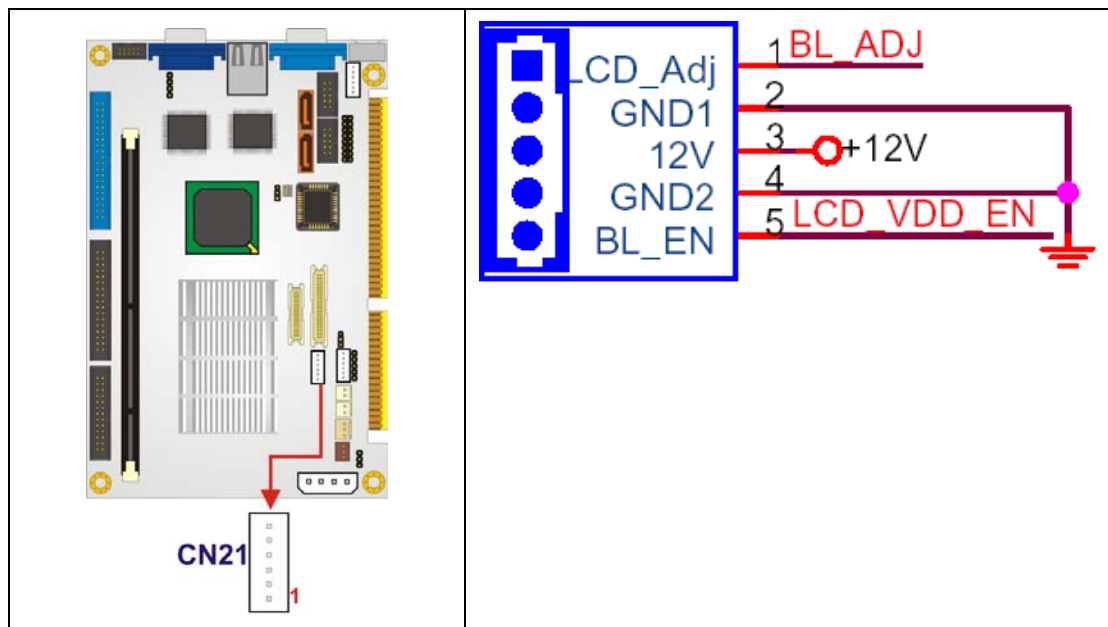 CN21
1
LCD_Adj
1
BL_ADJ
GND1
2
12V
3
+12V
GND2
4
BL_EN
5
LCD_VDD_EN